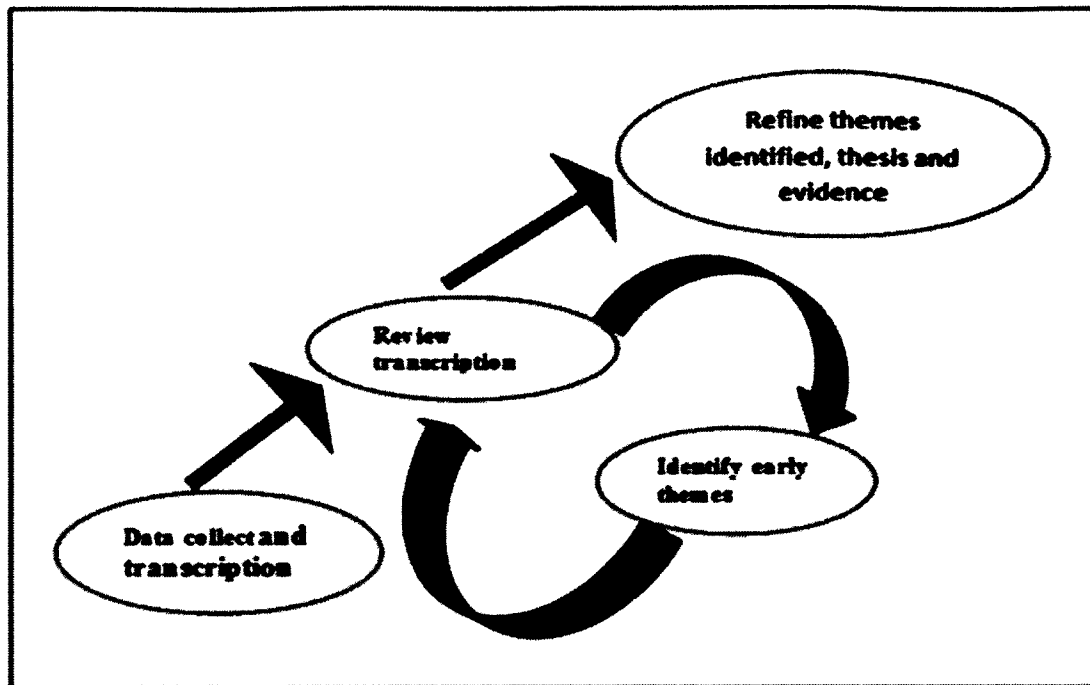 Refine themes
identified, thesis and
evidence
Review
transcription
Identify early
themes
Data collect and
transcription